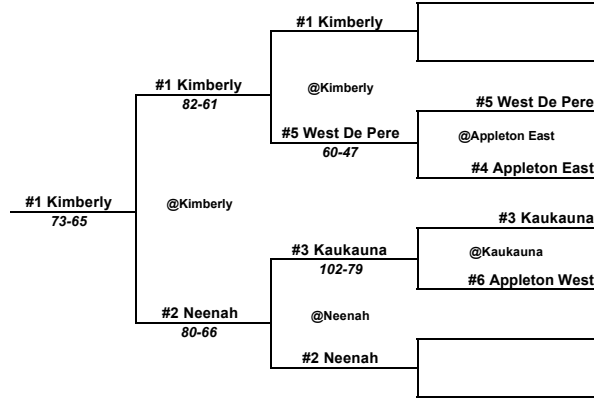 #1 Kimberly
#1 Kimberly
@Kimberly
82-61
#5 West De Pere
#5 West De Pere
@Appleton East
60-47
#4 Appleton East
#1 Kimberly
@Kimberly
73-65
#3 Kaukauna
#3 Kaukauna
@Kaukauna
102-79
#6 Appleton West
#2 Neenah
@Neenah
80-66
#2 Neenah